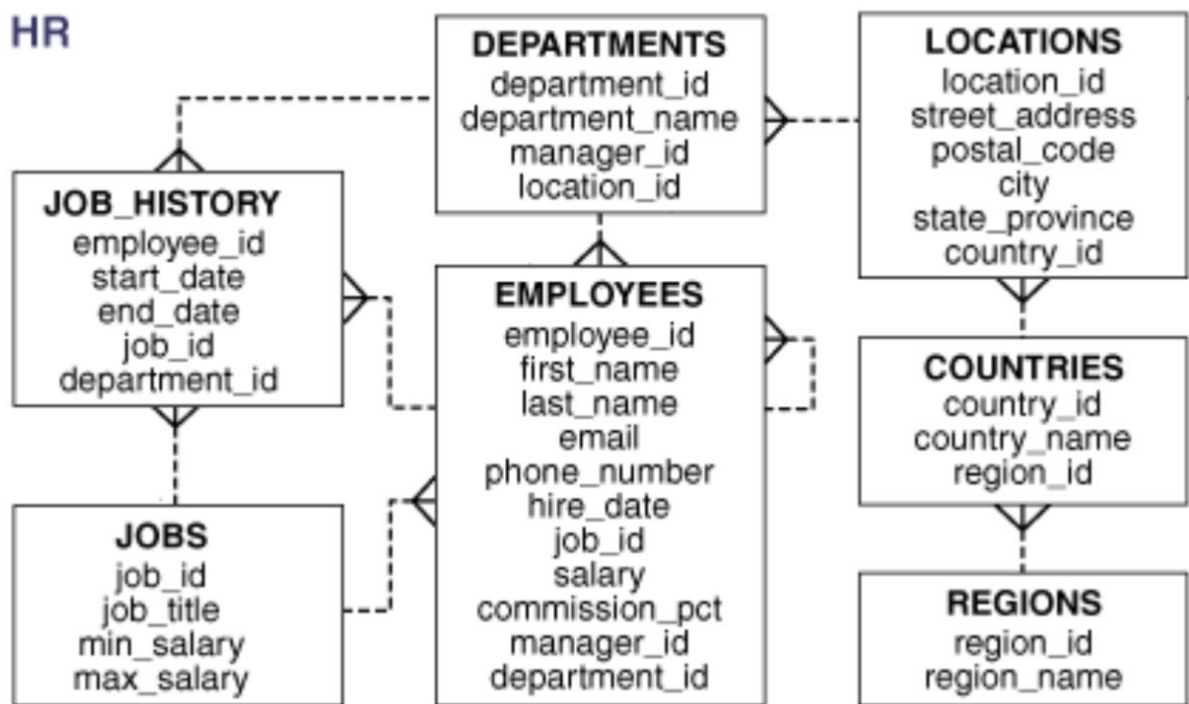 HR
DEPARTMENTS
department_id
department_name
manager_id
location_id
LOCATIONS
location_id
street_address
postal_code
city
state_province
country_id
JOB_HISTORY
employee_id
start_date
end_date
job_id
department_id
EMPLOYEES
employee_id
first_name
last_name
email
phone_number
hire_date
job_id
salary
commission_pct
manager_id
department_id
COUNTRIES
country_id
country_name
region_id
JOBS
job_id
job_title
min_salary
max_salary
REGIONS
region_id
region_name